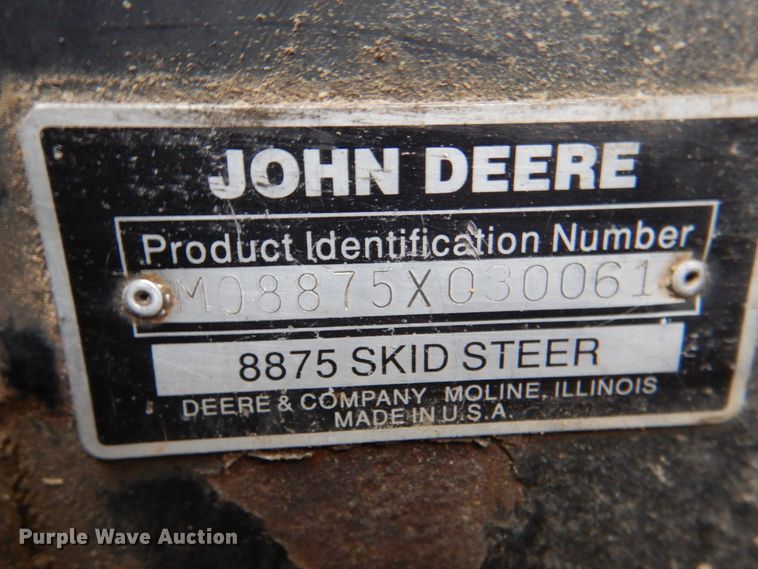 JOHN DEERE
Product Identification Number
M08875X030061
8875 SKID STEER
DEERE & COMPANY MOLINE, ILLINOIS
MADE IN U.S.A.
Purple Wave Auction